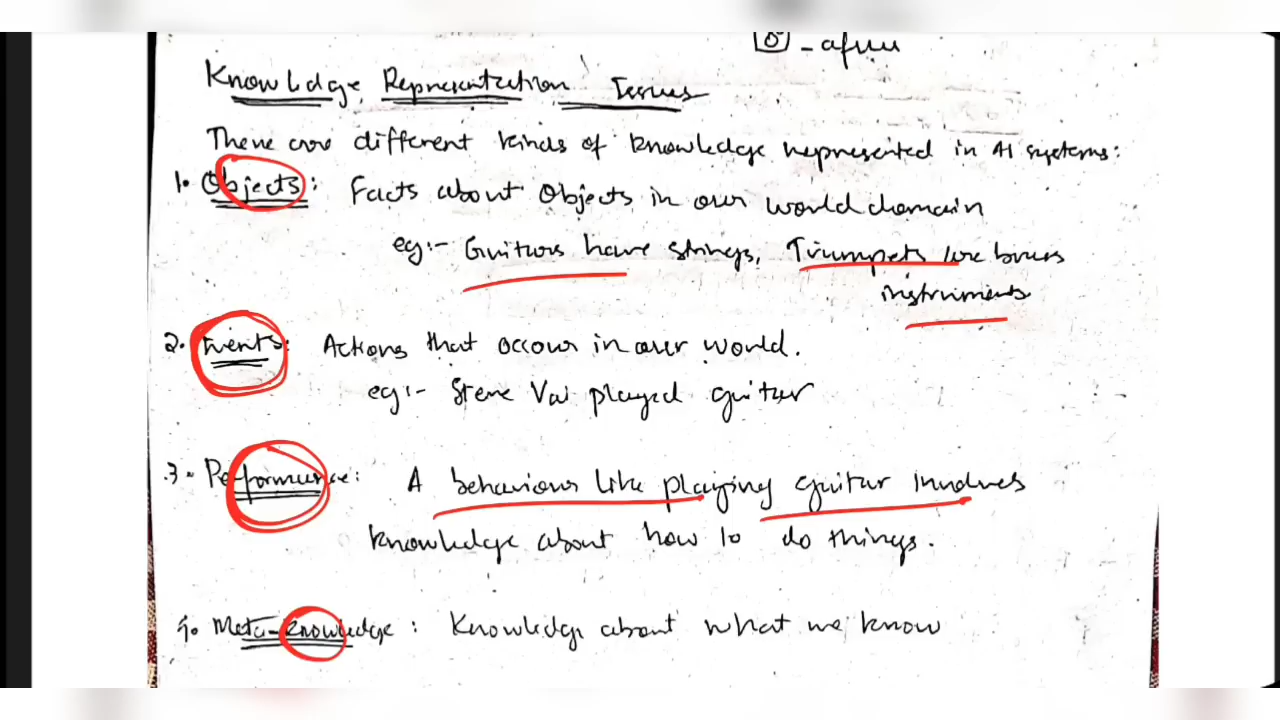 Knowledge Representation Issues
There are different kinds of knowledge represented in AI systems:
1. Objects: Facts about Objects in our world domain
eg:- Guitars have strings, Trumpets are brass
instruments
2. Events: Actions that occur in our world.
eg:- Steve Vai played guitar
3. Performance: A behaviour like playing guitar involves
knowledge about how to do things.
4. Meta-knowledge: Knowledge about what we know